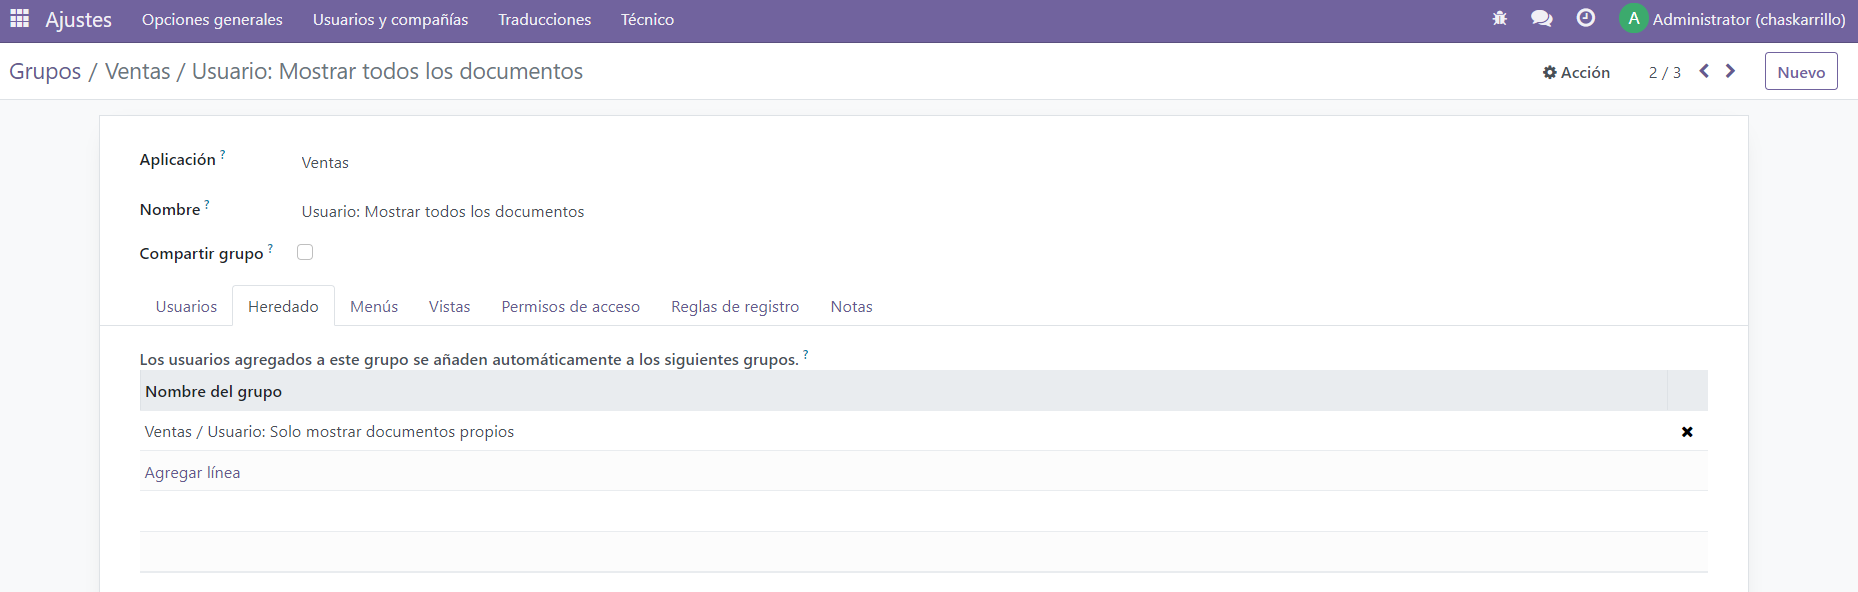 Ajustes Opciones generales Usuarios y compañías Traducciones Técnico A Administrator (chaskarrillo)
Grupos / Ventas / Usuario: Mostrar todos los documentos Acción 2 / 3 Nuevo
Aplicación ? Ventas
Nombre ? Usuario: Mostrar todos los documentos
Compartir grupo ?
Usuarios Heredado Menús Vistas Permisos de acceso Reglas de registro Notas
Los usuarios agregados a este grupo se añaden automáticamente a los siguientes grupos. ?
Nombre del grupo
Ventas / Usuario: Solo mostrar documentos propios
Agregar línea